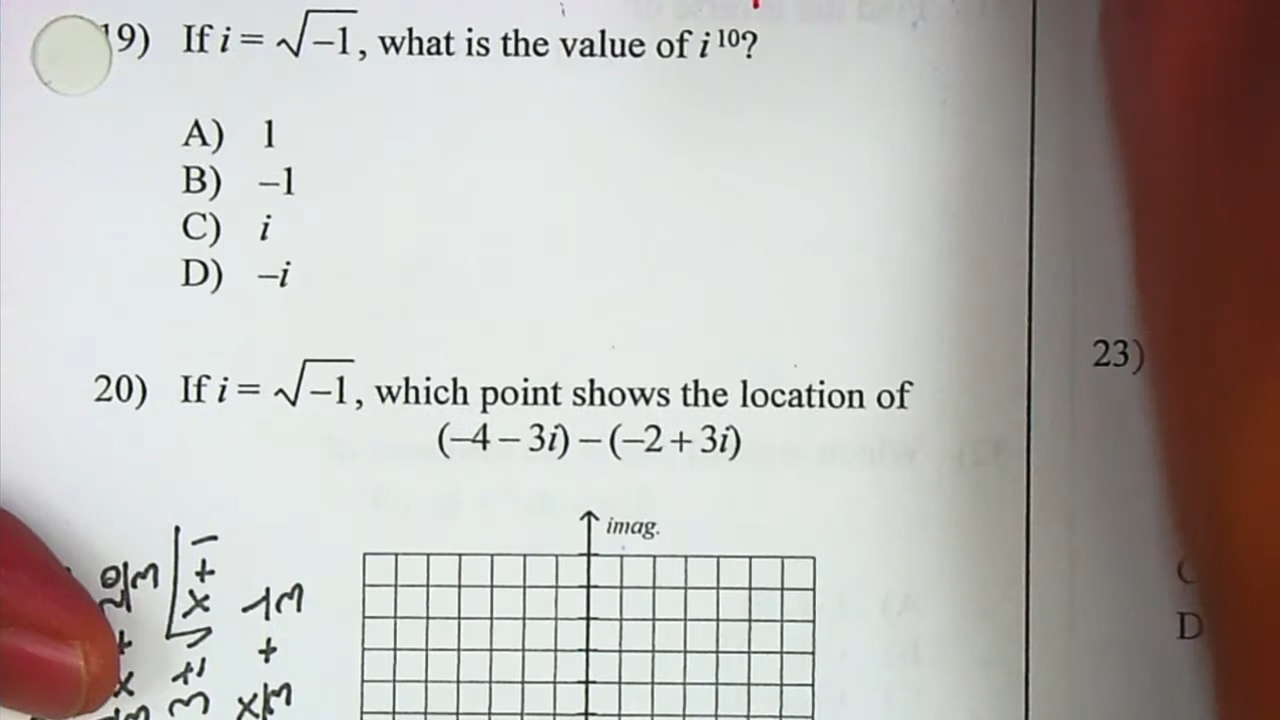 19) If i = √−1, what is the value of i¹⁰?
A) 1
B) −1
C) i
D) −i
20) If i = √−1, which point shows the location of
(−4 − 3i) − (−2 + 3i)
imag.
23)
D